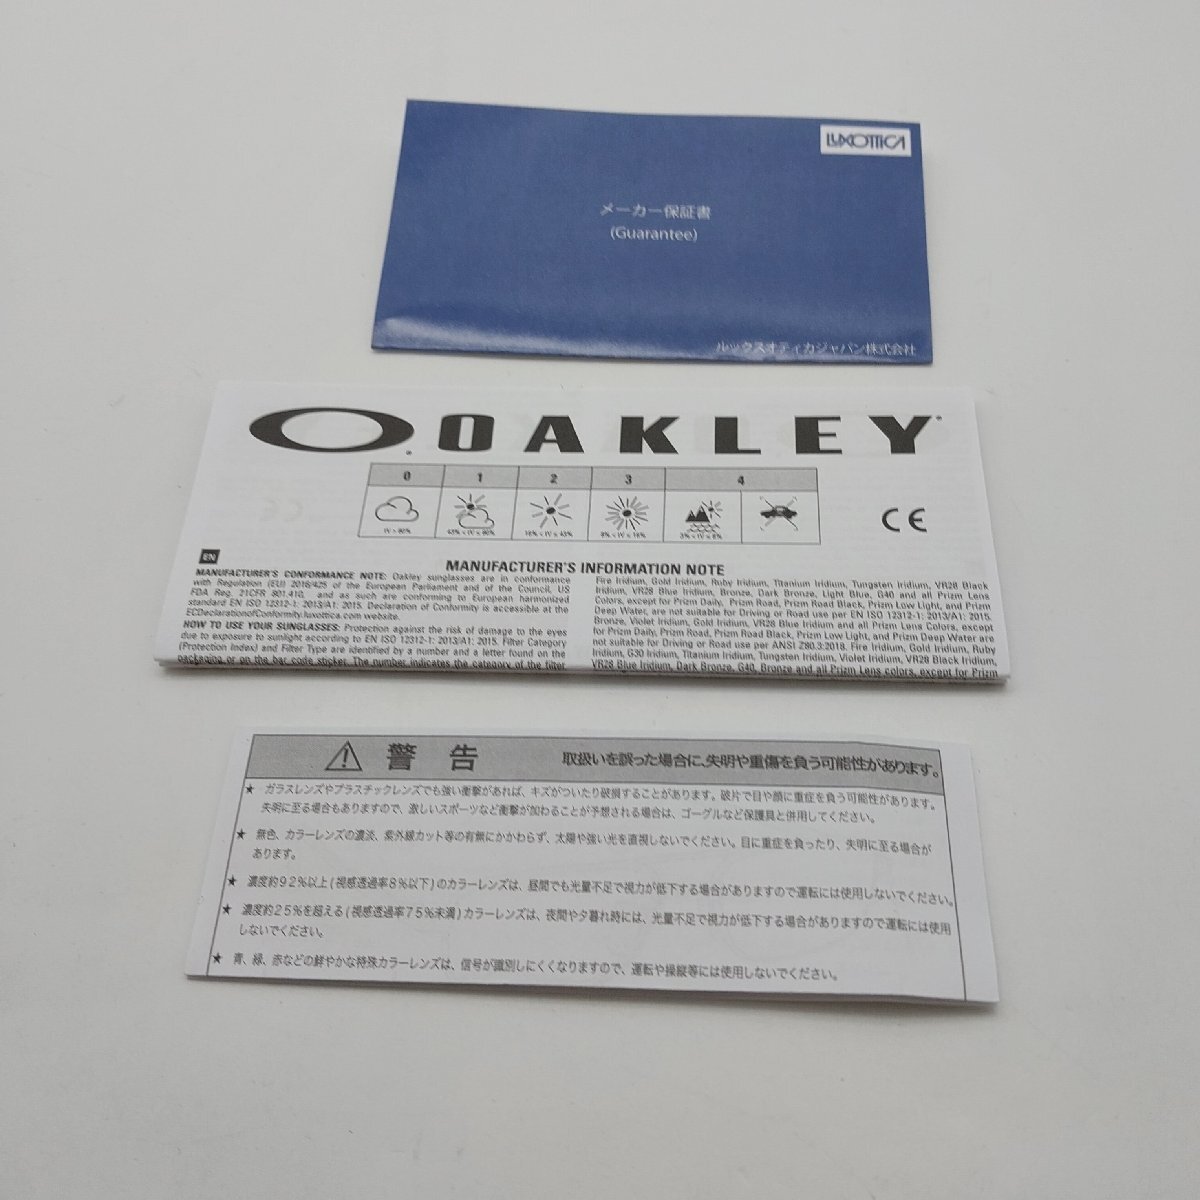 LUXOTTICA
メーカー保証書
(Guarantee)
ルックスオティカジャパン株式会社
OAKLEY
0 1 2 3 4
CE
EN
MANUFACTURER'S INFORMATION NOTE
MANUFACTURER'S CONFORMANCE NOTE: Oakley sunglasses are in conformance
with Regulation (EU) 2016/425 of the European Parliament and of the Council, US
FDA Reg. 21CFR 801.410, and as such are conforming to European harmonized
standard EN ISO 12312-1: 2013/A1: 2015. Declaration of Conformity is accessible at the
ECDeclarationofConformity.luxottica.com website.
HOW TO USE YOUR SUNGLASSES: Protection against the risk of damage to the eyes
due to exposure to sunlight according to EN ISO 12312-1: 2013/A1: 2015. Filter Category
(Protection Index) and Filter Type are identified by a number and a letter found on the
packaging or on the bar code sticket. The number indicates the category of the filter
Fire Iridium, Gold Iridium, Ruby Iridium, Titanium Iridium, Tungsten Iridium, VR28 Black
Iridium, VR28 Blue Iridium, Bronze, Dark Bronze, Light Blue, G40 and all Prizm Lens
Colors, except for Prizm Daily, Prizm Road, Prizm Road Black, Prizm Low Light, and Prizm
Deep Water, are not suitable for Driving or Road use per EN ISO 12312-1: 2013/A1: 2015.
Bronze, Violet Iridium, Gold Iridium, VR28 Blue Iridium and all Prizm Lens Colors, except
for Prizm Daily, Prizm Road, Prizm Road Black, Prizm Low Light, and Prizm Deep Water are
not suitable for Driving or Road use per ANSI Z80.3:2018. Fire Iridium, Gold Iridium, Ruby
Iridium, G30 Iridium, Titanium Iridium, Tungsten Iridium, Violet Iridium, VR28 Black Iridium,
VR28 Blue Iridium, Dark Bronze, G40, Bronze and all Prizm Lens colors, except for Prizm
警告 取扱いを誤った場合に、失明や重傷を負う可能性があります。
★ ガラスレンズやプラスチックレンズでも強い衝撃があれば、キズがついたり破損することがあります。破片で目や顔に重症を負う可能性があります。
失明に至る場合もありますので、激しいスポーツなど衝撃が加わることが予想される場合は、ゴーグルなど保護具と併用してください。
★ 無色、カラーレンズの濃淡、紫外線カット等の有無にかかわらず、太陽や強い光を直視しないでください。目に重症を負ったり、失明に至る場合が
あります。
★ 濃度約92%以上(視感透過率8%以下)のカラーレンズは、昼間でも光量不足で視力が低下する場合がありますので運転には使用しないでください。
★ 濃度約25%を超える(視感透過率75%未満)カラーレンズは、夜間や夕暮れ時には、光量不足で視力が低下する場合がありますので運転には使用
しないでください。
★ 青、緑、赤などの鮮やかな特殊カラーレンズは、信号が識別しにくくなりますので、運転や操縦等には使用しないでください。